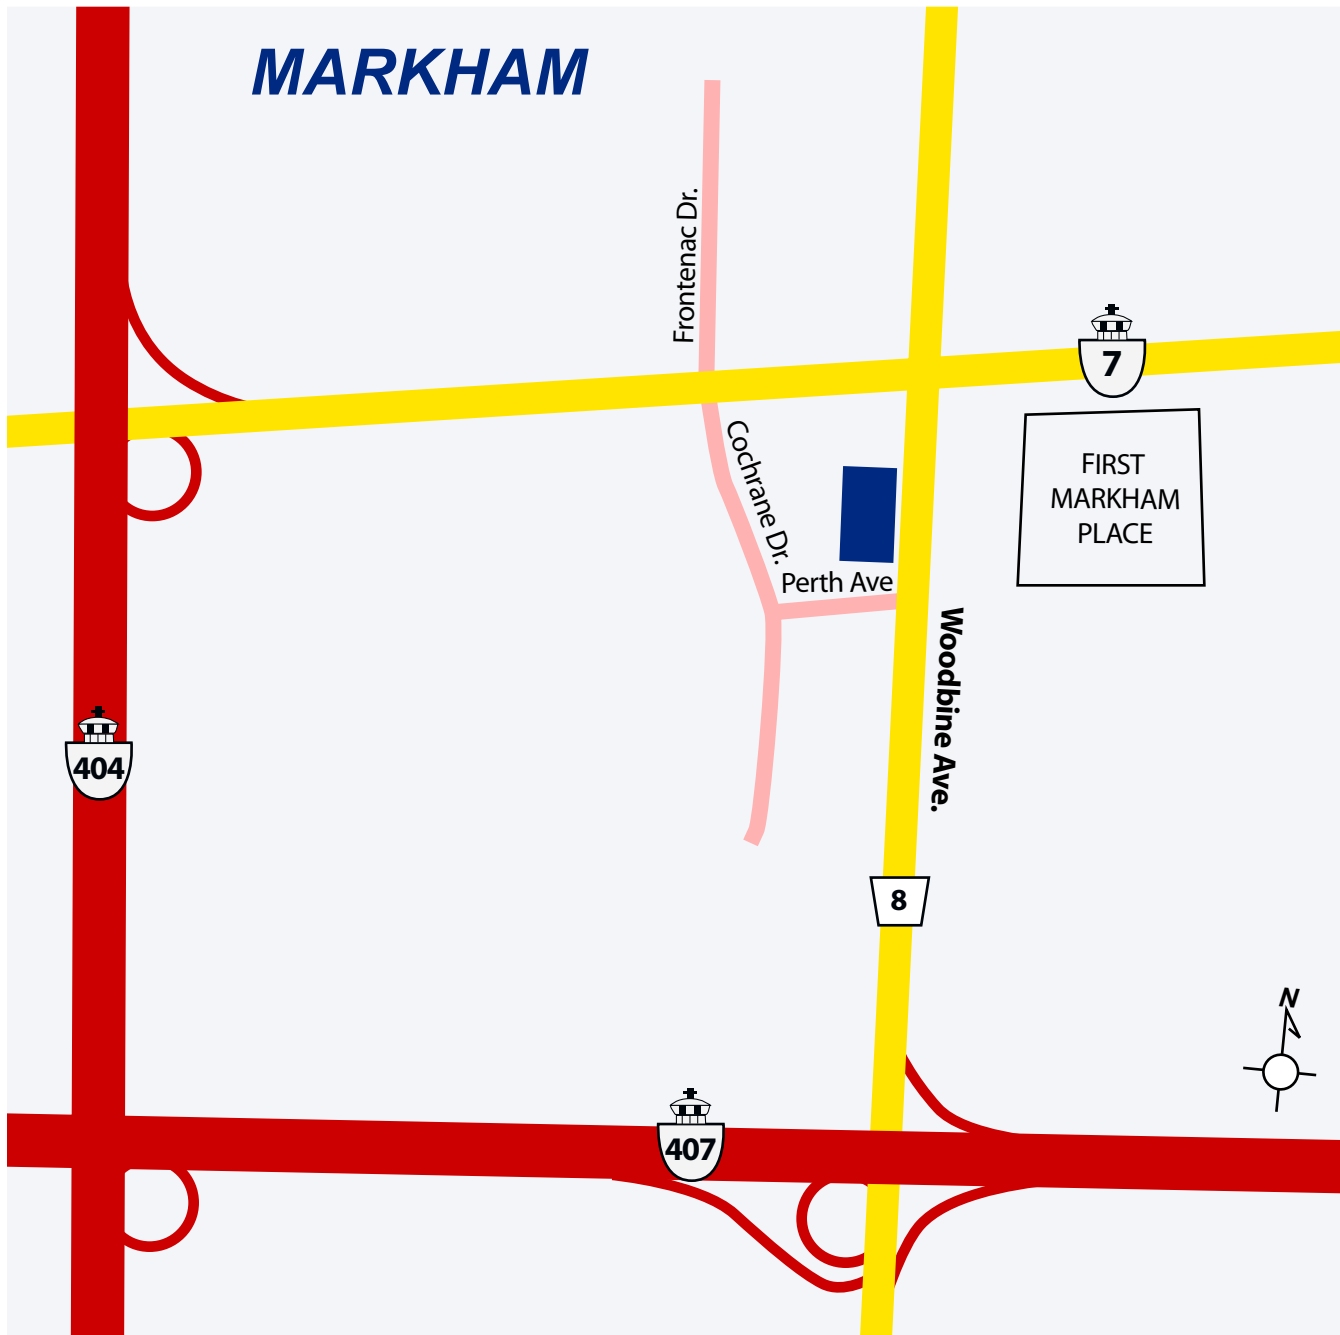 MARKHAM
Frontenac Dr.
7
Cochrane Dr.
FIRST
MARKHAM
PLACE
Perth Ave
Woodbine Ave.
404
8
N
407